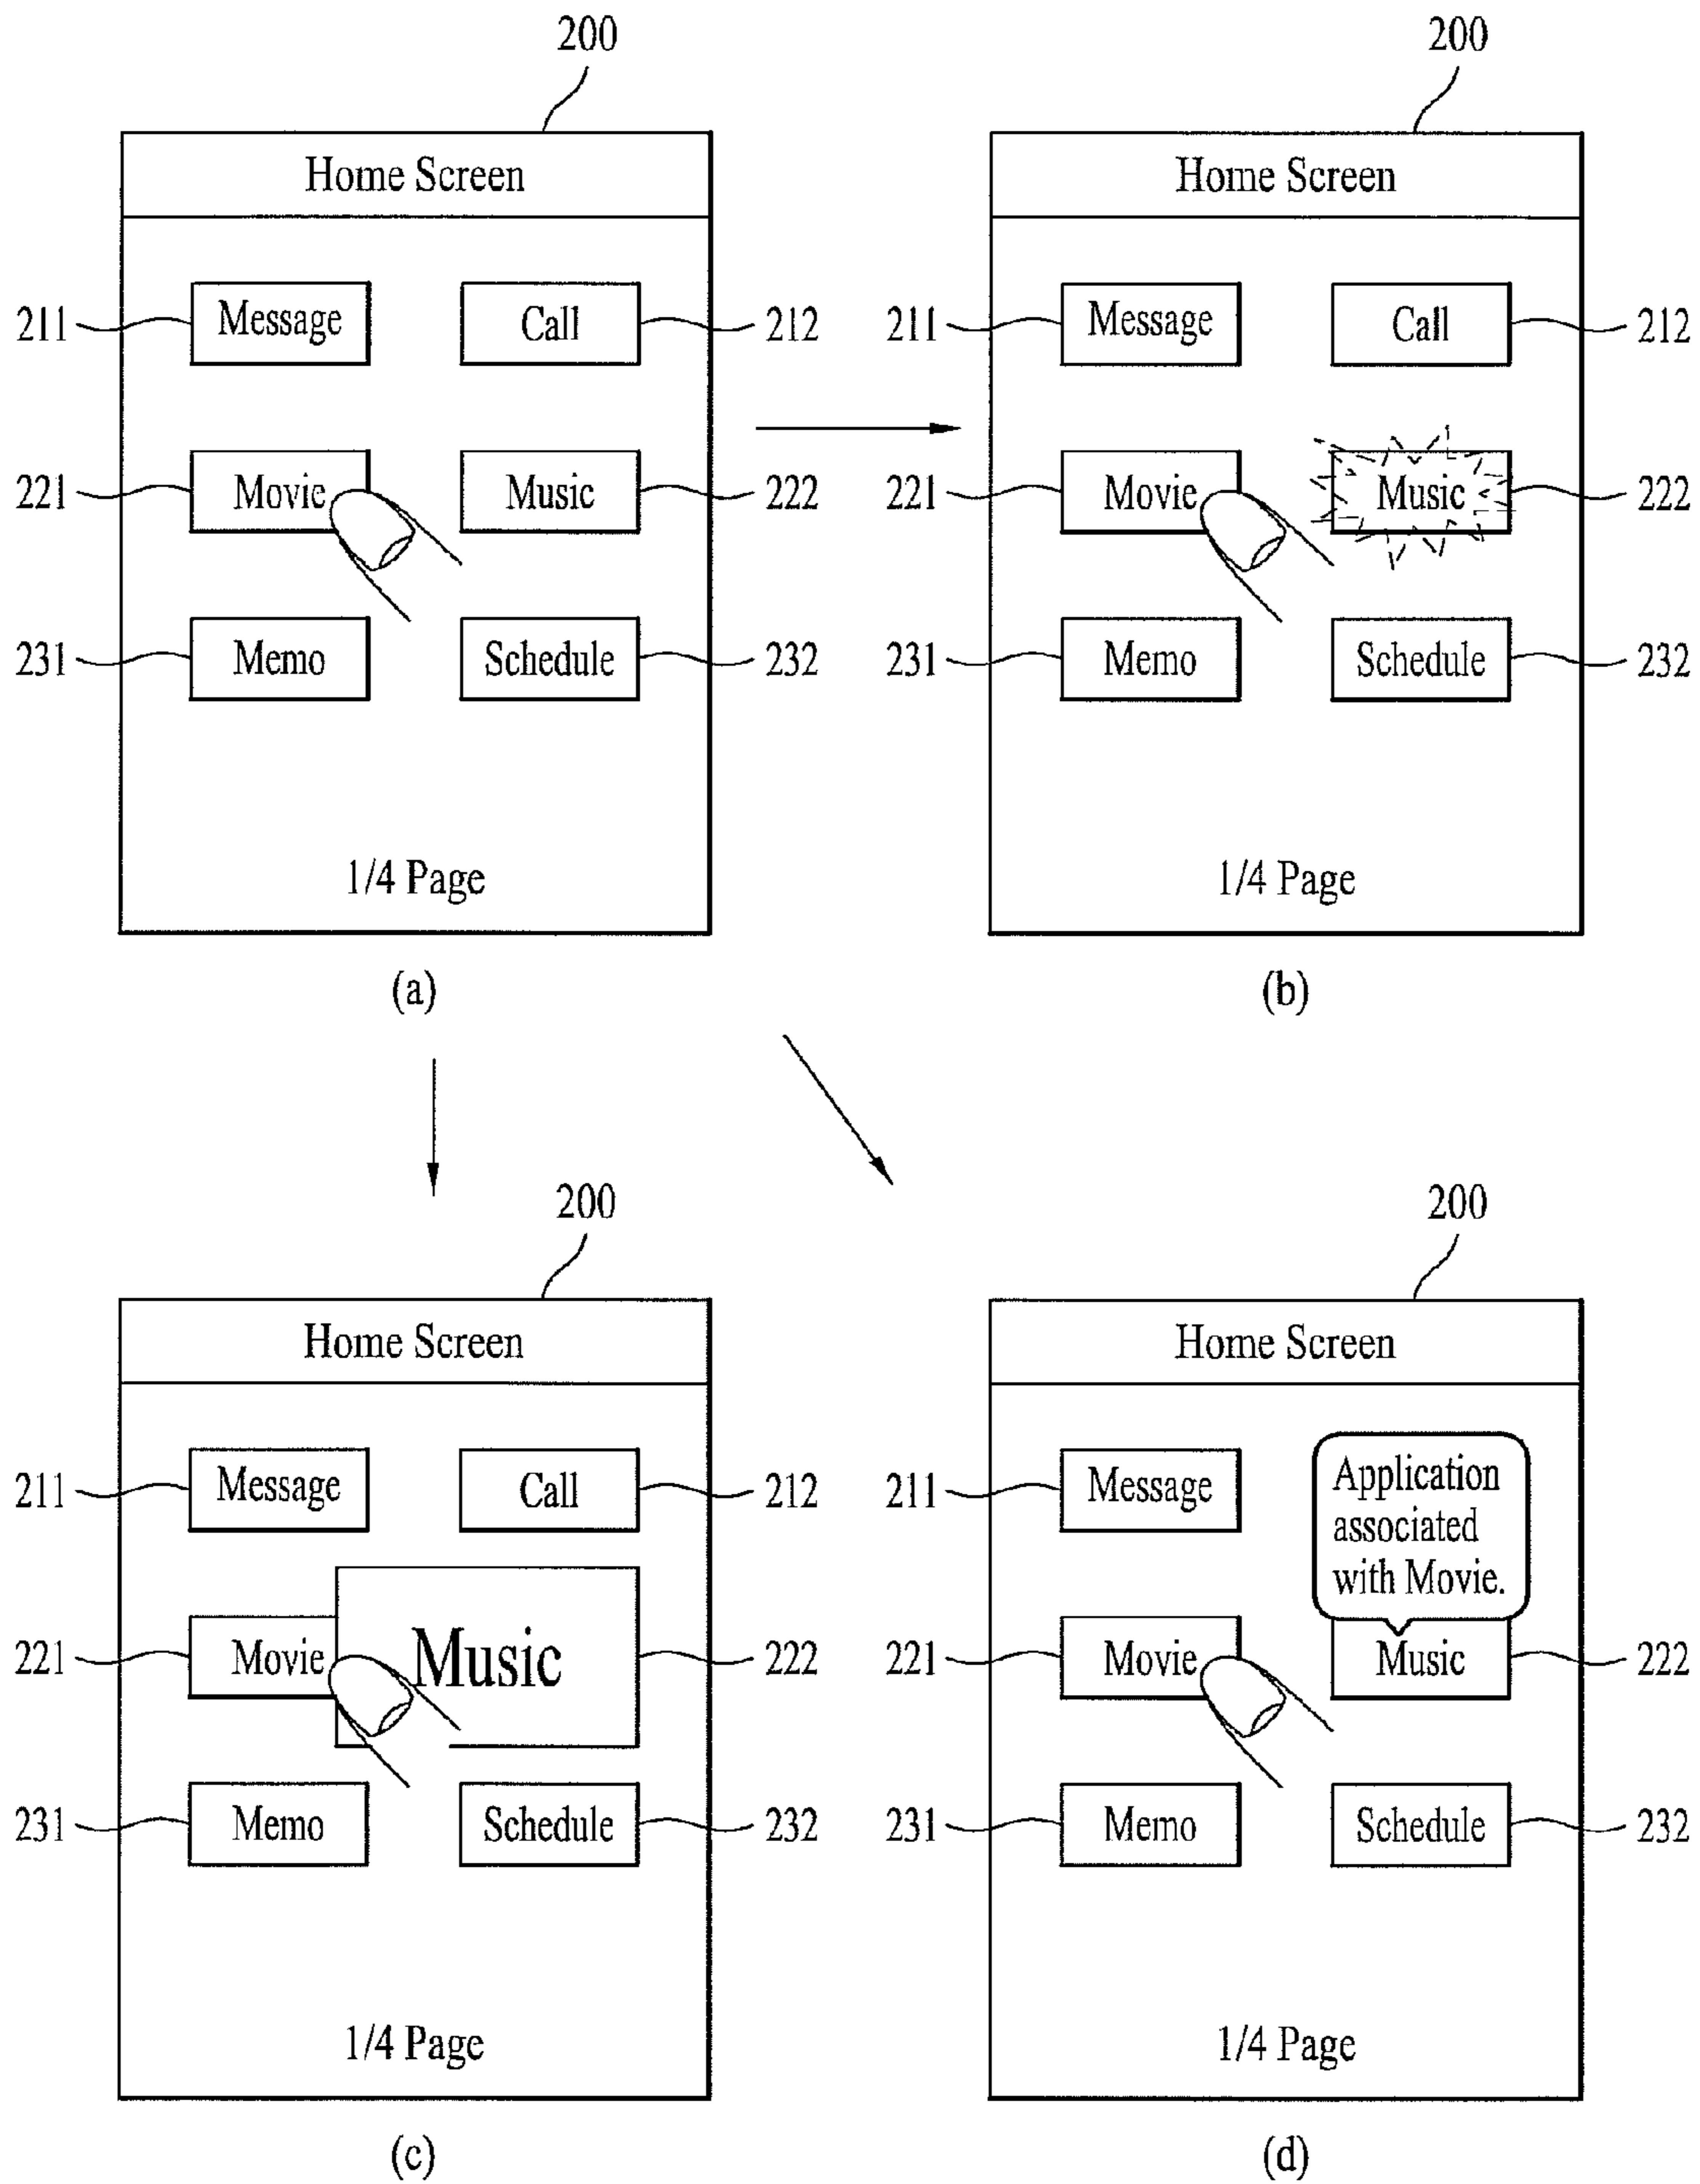 200
Home Screen
211 Message Call 212
221 Movie Music 222
231 Memo Schedule 232
1/4 Page
(a)
200
Home Screen
211 Message Call 212
221 Movie Music 222
231 Memo Schedule 232
1/4 Page
(b)
200
Home Screen
211 Message Call 212
221 Movie Music 222
231 Memo Schedule 232
1/4 Page
(c)
200
Home Screen
211 Message
Application
associated
with Movie.
221 Movie Music 222
231 Memo Schedule 232
1/4 Page
(d)